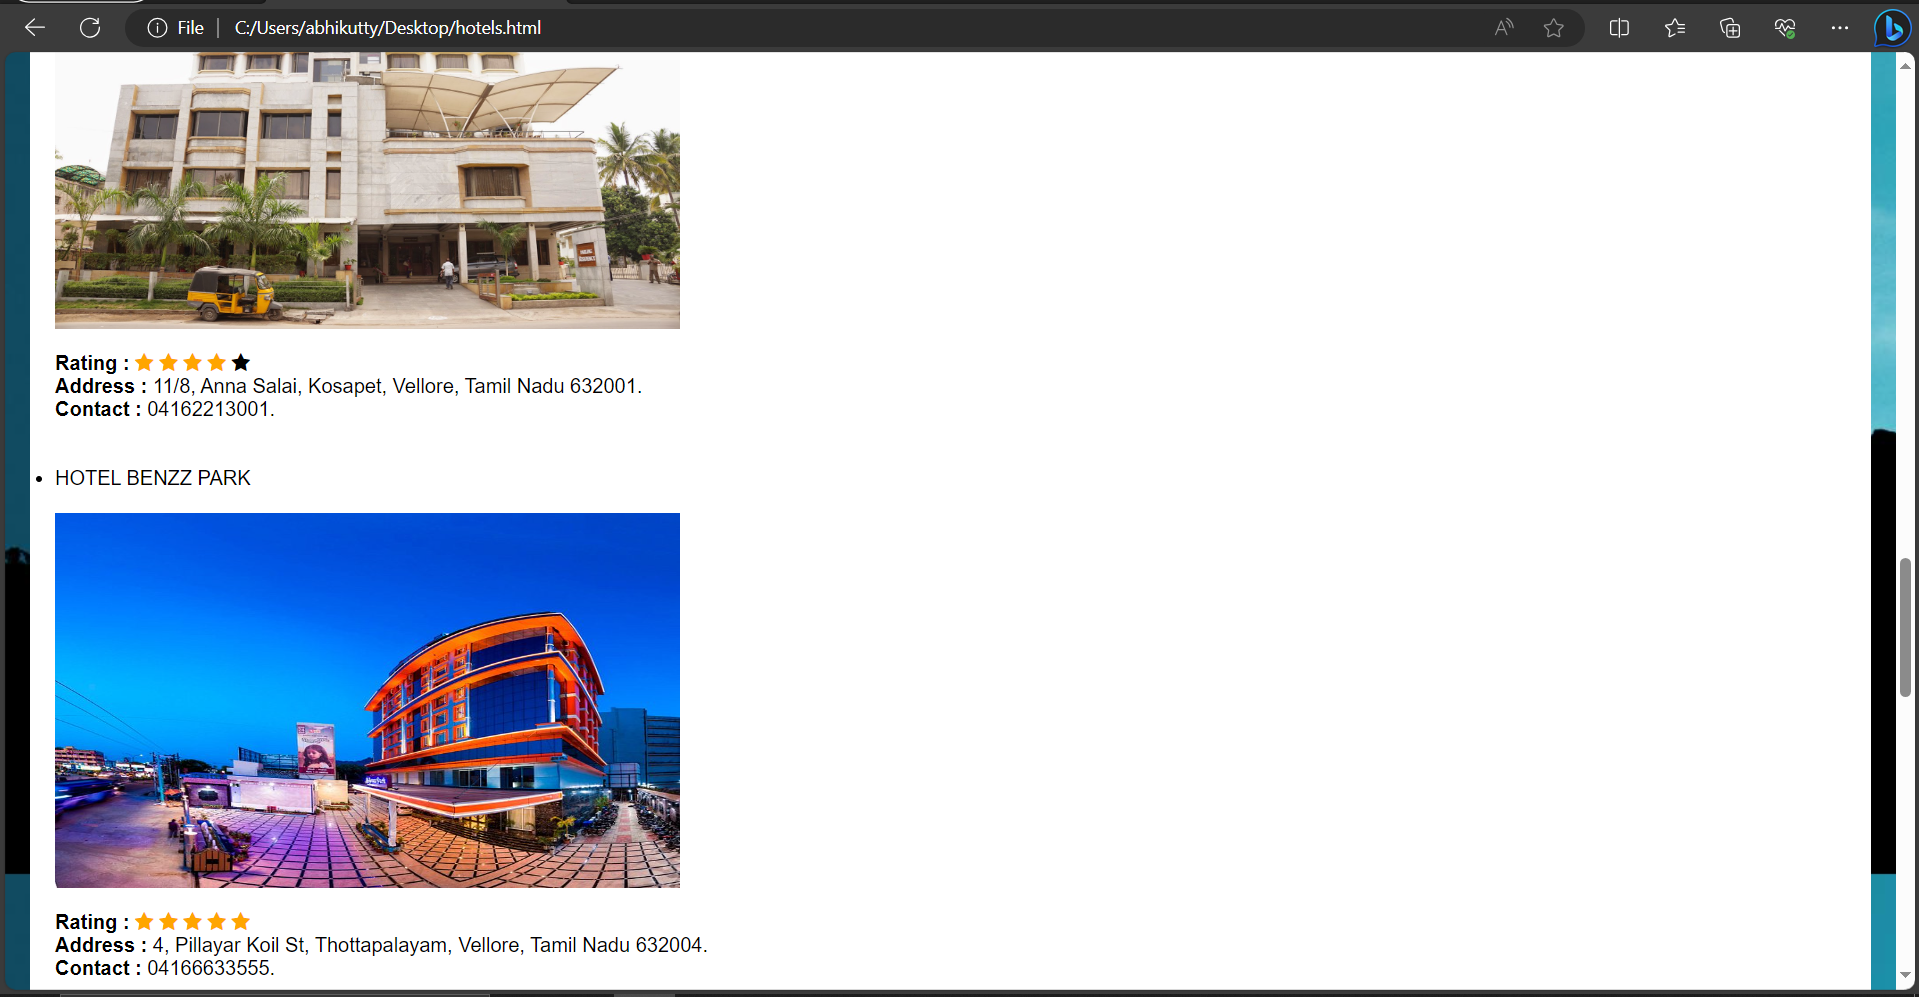 File
C:/Users/abhikutty/Desktop/hotels.html
Rating :
Address : 11/8, Anna Salai, Kosapet, Vellore, Tamil Nadu 632001.
Contact : 04162213001.
HOTEL BENZZ PARK
Rating :
Address : 4, Pillayar Koil St, Thottapalayam, Vellore, Tamil Nadu 632004.
Contact : 04166633555.